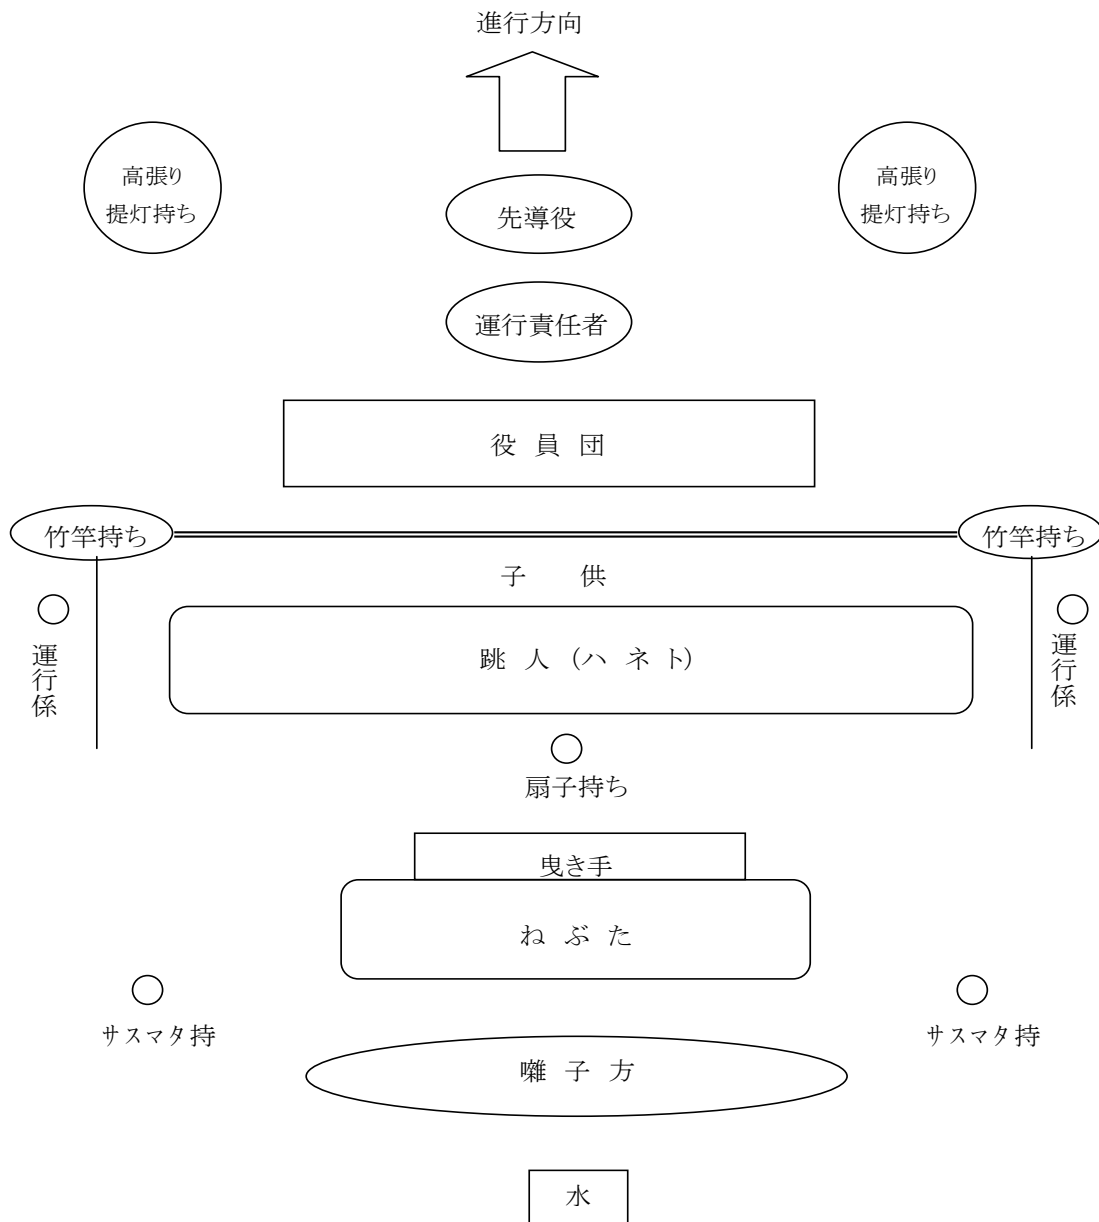 進行方向
高張り
提灯持ち
先導役
高張り
提灯持ち
運行責任者
役員団
竹竿持ち
竹竿持ち
子供
跳人(ハネト)
運行係
運行係
扇子持ち
曳き手
ねぶた
サスマタ持
サスマタ持
囃子方
水